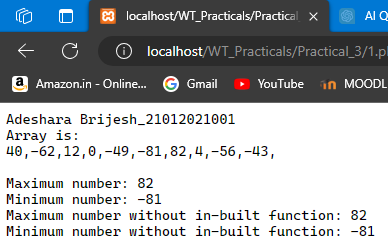 localhost/WT_Practicals/Practical
AI Q
localhost/WT_Practicals/Practical_3/1.p
Amazon.in - Online...
Gmail
YouTube
MOODL
Adeshara Brijesh_21012021001
Array is:
40,-62,12,0,-49,-81,82,4,-56,-43,
Maximum number: 82
Minimum number: -81
Maximum number without in-built function: 82
Minimum number without in-built function: -81